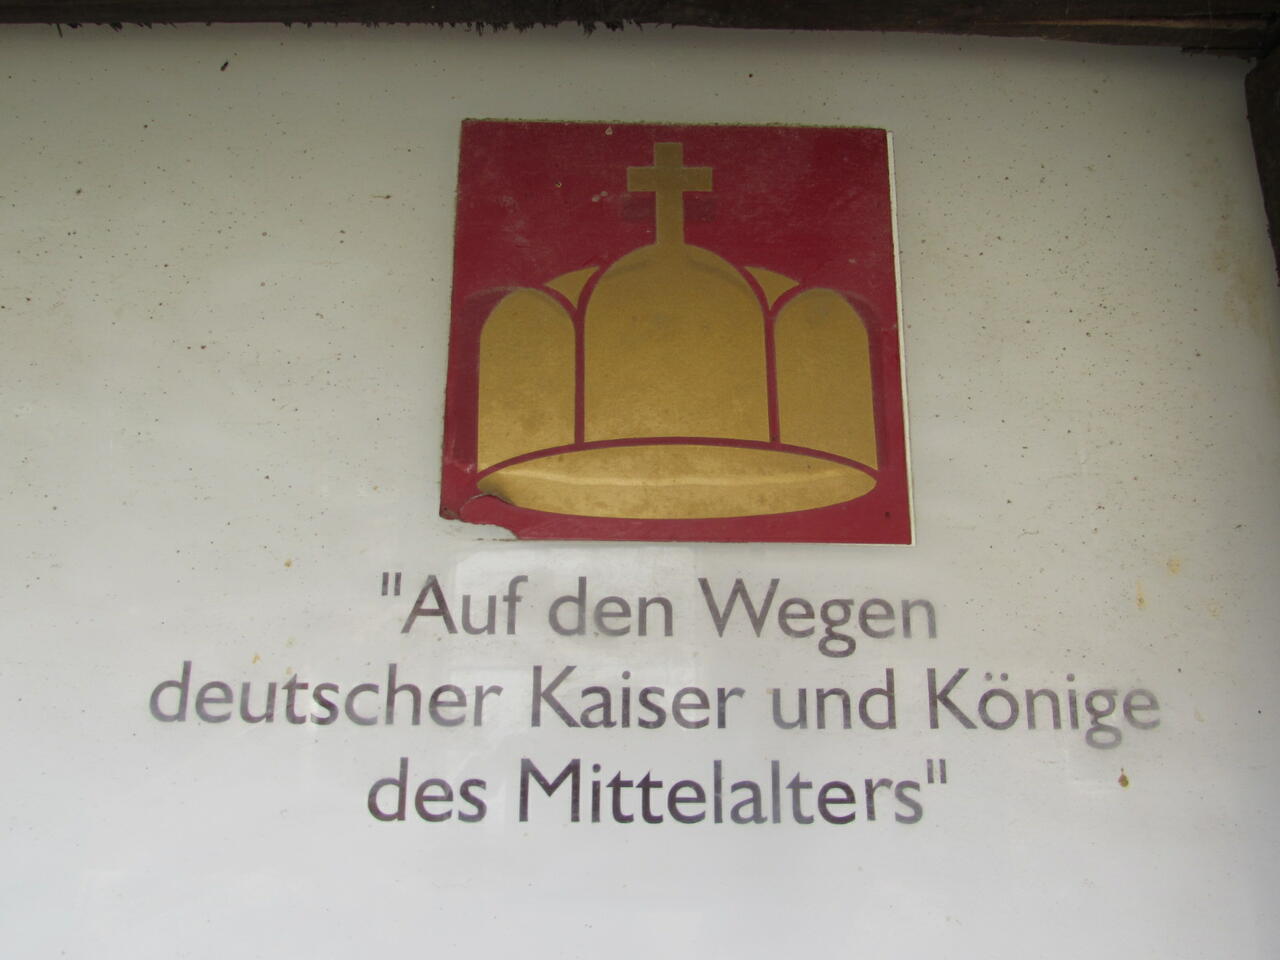 "Auf den Wegen
deutscher Kaiser und Könige
des Mittelalters"